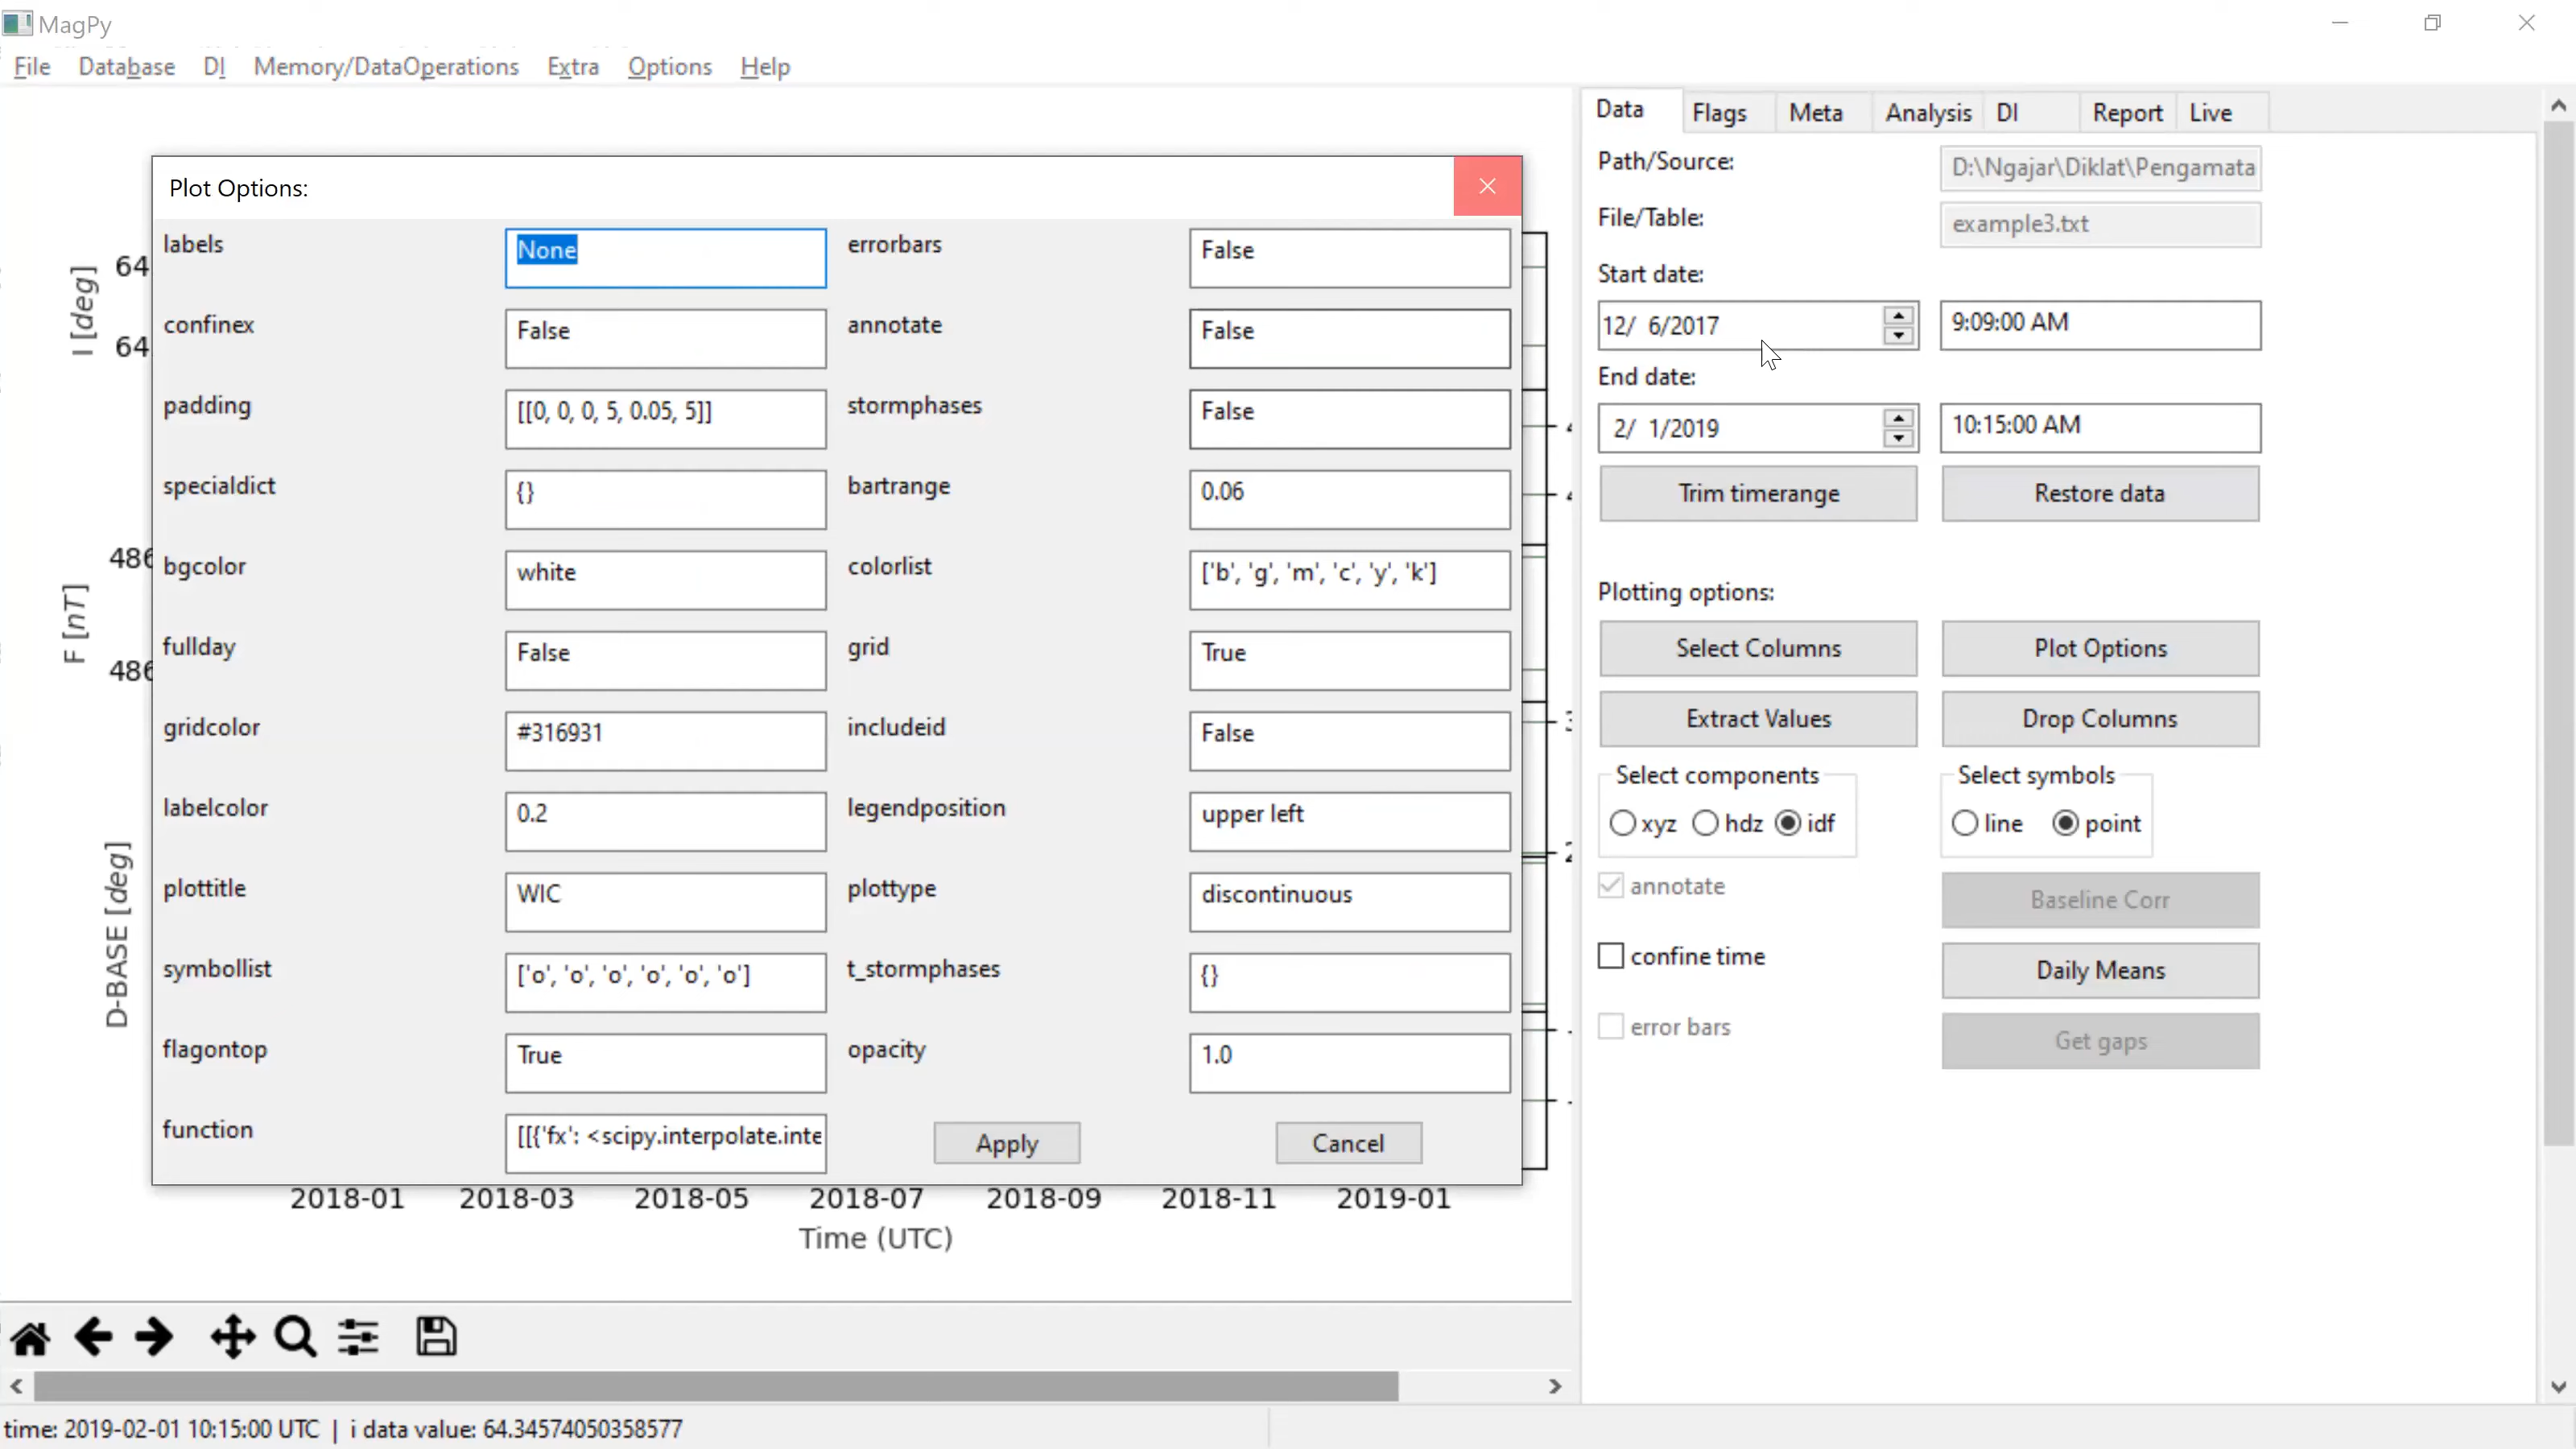 MagPy
File Database DI Memory/DataOperations Extra Options Help
Plot Options:
labels None errorbars False
confinex False annotate False
padding [[0, 0, 0, 5, 0.05, 5]] stormphases False
specialdict {} bartrange 0.06
bgcolor white colorlist ['b', 'g', 'm', 'c', 'y', 'k']
fullday False grid True
gridcolor #316931 includeid False
labelcolor 0.2 legendposition upper left
plottitle WIC plottype discontinuous
symbollist ['o', 'o', 'o', 'o', 'o', 'o'] t_stormphases {}
flagontop True opacity 1.0
function [[{'fx': <scipy.interpolate.inte Apply Cancel
I [deg]
64
64
F [nT]
486
486
D-BASE [deg]
2018-01 2018-03 2018-05 2018-07 2018-09 2018-11 2019-01
Time (UTC)
Data Flags Meta Analysis DI Report Live
Path/Source: D:\Ngajar\Diklat\Pengamata
File/Table: example3.txt
Start date:
12/ 6/2017 9:09:00 AM
End date:
2/ 1/2019 10:15:00 AM
Trim timerange Restore data
Plotting options:
Select Columns Plot Options
Extract Values Drop Columns
Select components Select symbols
xyz hdz idf line point
annotate Baseline Corr
confine time Daily Means
error bars Get gaps
time: 2019-02-01 10:15:00 UTC | i data value: 64.34574050358577